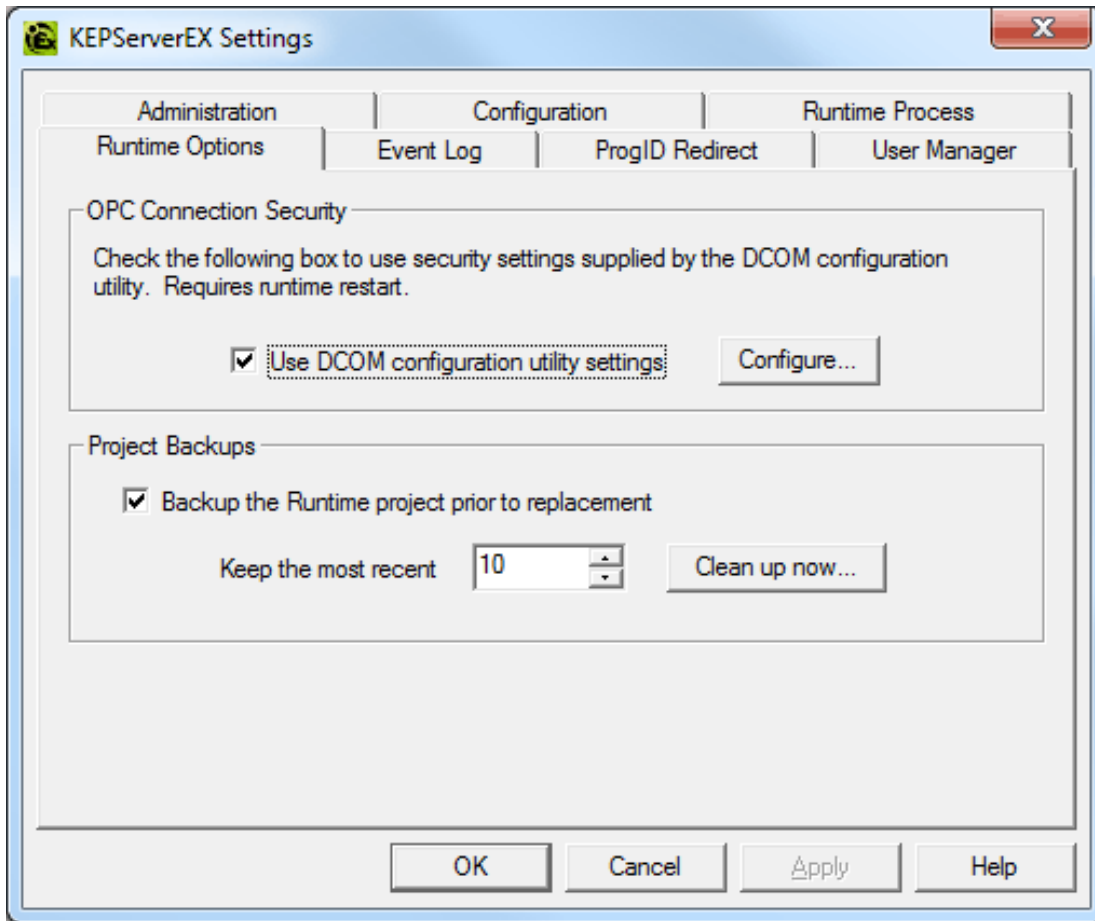 KEPServerEX Settings
X
Administration
Configuration
Runtime Process
Runtime Options
Event Log
ProgID Redirect
User Manager
OPC Connection Security
Check the following box to use security settings supplied by the DCOM configuration
utility.  Requires runtime restart.
Use DCOM configuration utility settings
Configure...
Project Backups
Backup the Runtime project prior to replacement
Keep the most recent
10
Clean up now...
OK
Cancel
Apply
Help